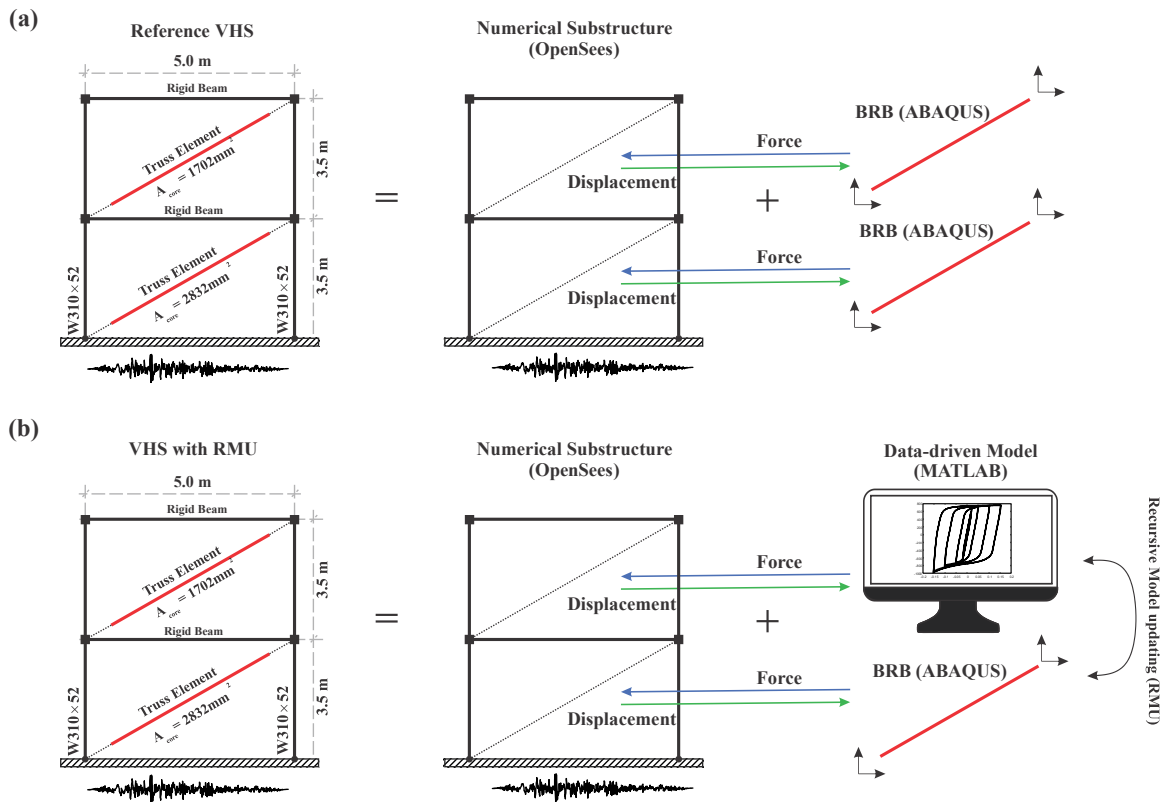 (a)
Reference VHS
5.0 m
Rigid Beam
Truss Element
A core = 1702mm 2
3.5 m
Rigid Beam
Truss Element
A core = 2832mm 2
3.5 m
W310×52
W310×52
=
Numerical Substructure
(OpenSees)
Force
Displacement
Force
Displacement
+
BRB (ABAQUS)
BRB (ABAQUS)
(b)
VHS with RMU
5.0 m
Rigid Beam
Truss Element
A core = 1702mm 2
3.5 m
Rigid Beam
Truss Element
A core = 2832mm 2
3.5 m
W310×52
W310×52
=
Numerical Substructure
(OpenSees)
Force
Displacement
Force
Displacement
+
Data-driven Model
(MATLAB)
BRB (ABAQUS)
Recursive Model updating (RMU)